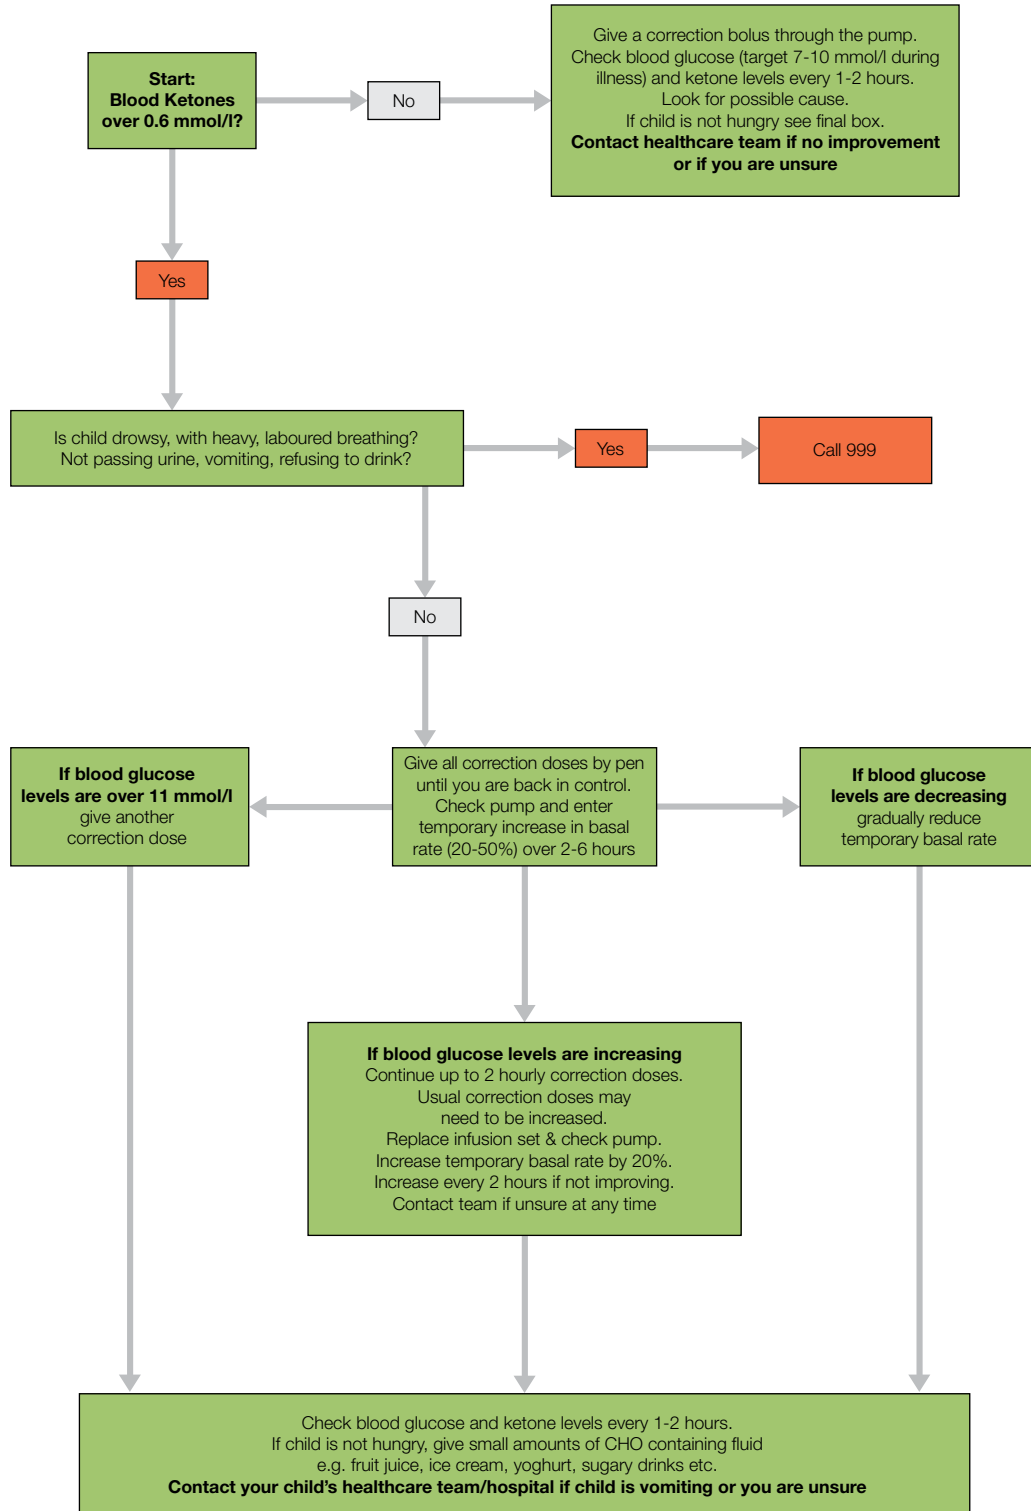 Start:
Blood Ketones
over 0.6 mmol/l?
No
Give a correction bolus through the pump.
Check blood glucose (target 7-10 mmol/l during
illness) and ketone levels every 1-2 hours.
Look for possible cause.
If child is not hungry see final box.
Contact healthcare team if no improvement
or if you are unsure
Yes
Is child drowsy, with heavy, laboured breathing?
Not passing urine, vomiting, refusing to drink?
Yes
Call 999
No
If blood glucose
levels are over 11 mmol/l
give another
correction dose
Give all correction doses by pen
until you are back in control.
Check pump and enter
temporary increase in basal
rate (20-50%) over 2-6 hours
If blood glucose
levels are decreasing
gradually reduce
temporary basal rate
If blood glucose levels are increasing
Continue up to 2 hourly correction doses.
Usual correction doses may
need to be increased.
Replace infusion set & check pump.
Increase temporary basal rate by 20%.
Increase every 2 hours if not improving.
Contact team if unsure at any time
Check blood glucose and ketone levels every 1-2 hours.
If child is not hungry, give small amounts of CHO containing fluid
e.g. fruit juice, ice cream, yoghurt, sugary drinks etc.
Contact your child's healthcare team/hospital if child is vomiting or you are unsure